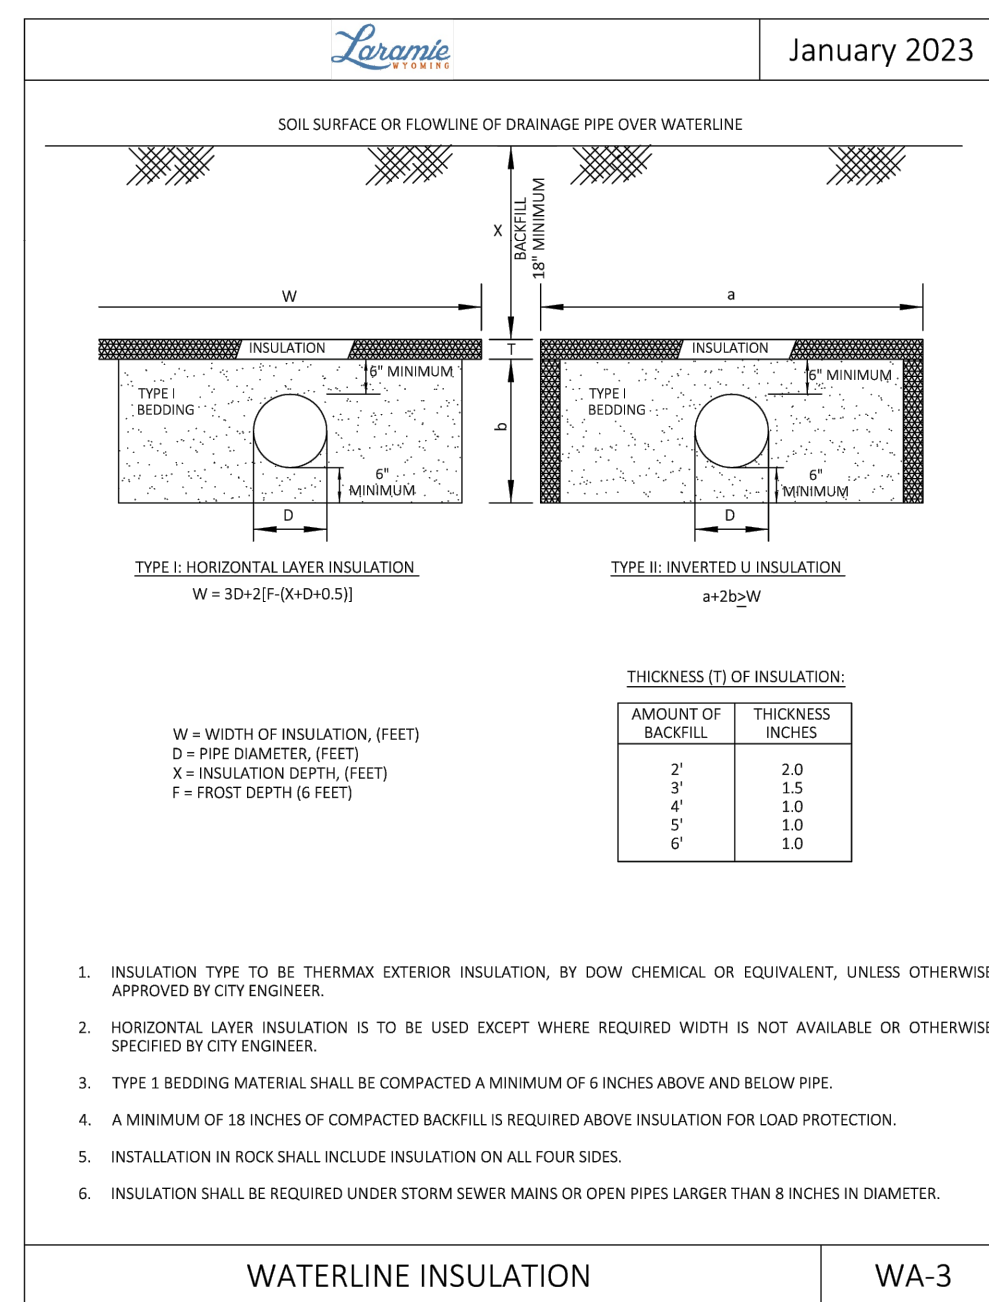 Laramie
WYOMING
January 2023
SOIL SURFACE OR FLOWLINE OF DRAINAGE PIPE OVER WATERLINE
X
BACKFILL
18" MINIMUM
W
a
INSULATION
T
INSULATION
6" MINIMUM
6" MINIMUM
TYPE I
BEDDING
TYPE I
BEDDING
b
6"
MINIMUM
6"
MINIMUM
D
D
TYPE I: HORIZONTAL LAYER INSULATION
W = 3D+2[F-(X+D+0.5)]
TYPE II: INVERTED U INSULATION
a+2b≥W
W = WIDTH OF INSULATION, (FEET)
D = PIPE DIAMETER, (FEET)
X = INSULATION DEPTH, (FEET)
F = FROST DEPTH (6 FEET)
THICKNESS (T) OF INSULATION:
AMOUNT OF BACKFILL THICKNESS INCHES
2' 2.0
3' 1.5
4' 1.0
5' 1.0
6' 1.0
1. INSULATION TYPE TO BE THERMAX EXTERIOR INSULATION, BY DOW CHEMICAL OR EQUIVALENT, UNLESS OTHERWISE
APPROVED BY CITY ENGINEER.
2. HORIZONTAL LAYER INSULATION IS TO BE USED EXCEPT WHERE REQUIRED WIDTH IS NOT AVAILABLE OR OTHERWISE
SPECIFIED BY CITY ENGINEER.
3. TYPE 1 BEDDING MATERIAL SHALL BE COMPACTED A MINIMUM OF 6 INCHES ABOVE AND BELOW PIPE.
4. A MINIMUM OF 18 INCHES OF COMPACTED BACKFILL IS REQUIRED ABOVE INSULATION FOR LOAD PROTECTION.
5. INSTALLATION IN ROCK SHALL INCLUDE INSULATION ON ALL FOUR SIDES.
6. INSULATION SHALL BE REQUIRED UNDER STORM SEWER MAINS OR OPEN PIPES LARGER THAN 8 INCHES IN DIAMETER.
WATERLINE INSULATION
WA-3